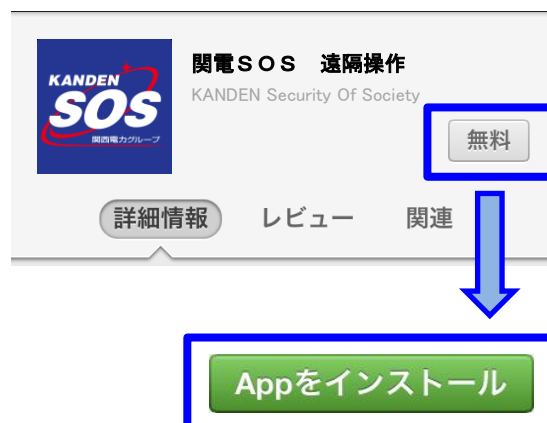 KANDEN
SOS
関西電力グループ
関電ＳＯＳ　遠隔操作
KANDEN Security Of Society
無料
詳細情報 レビュー 関連
Appをインストール